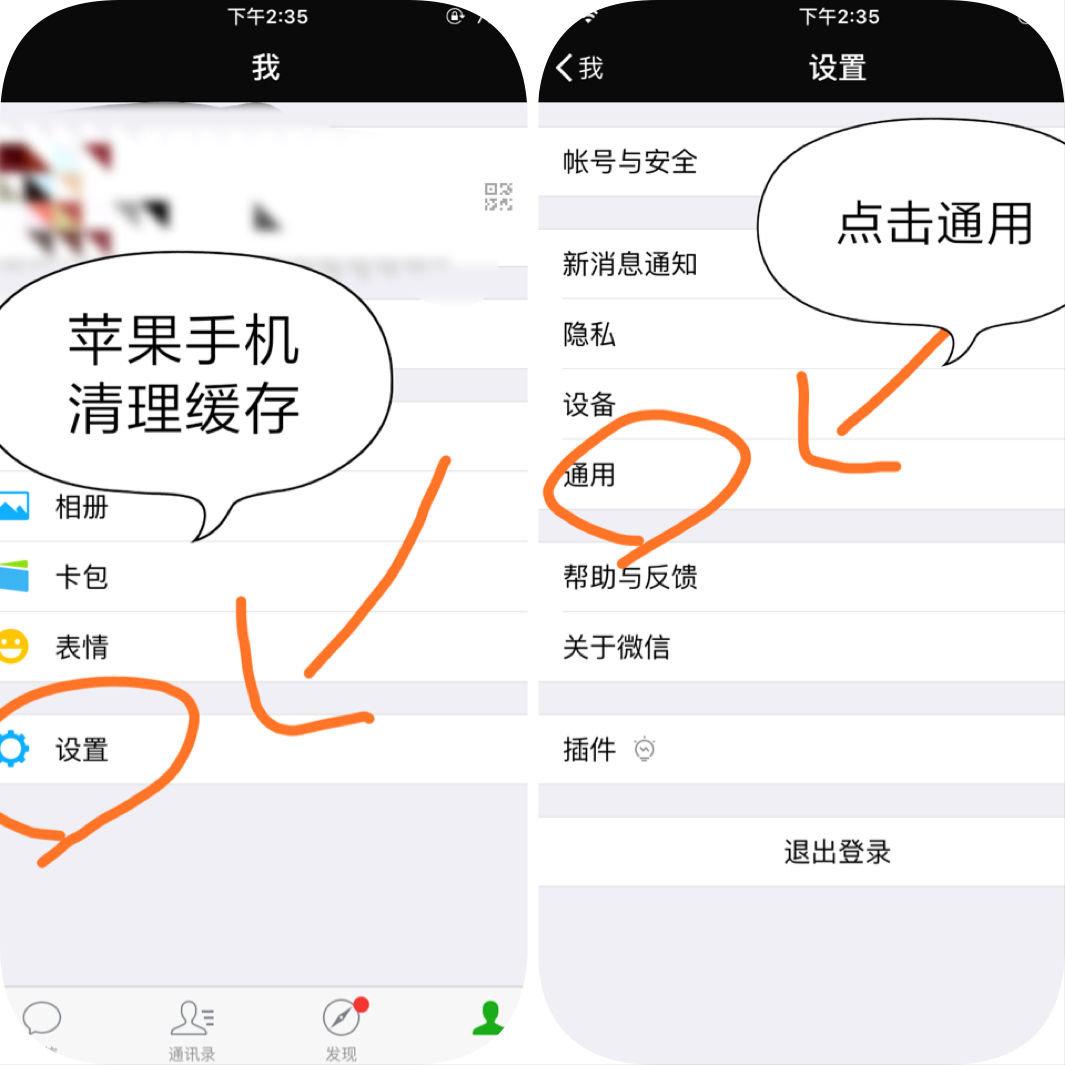 下午2:35
我
苹果手机
清理缓存
相册
卡包
表情
设置
通讯录
发现
下午2:35
我
设置
帐号与安全
点击通用
新消息通知
隐私
设备
通用
帮助与反馈
关于微信
插件
退出登录